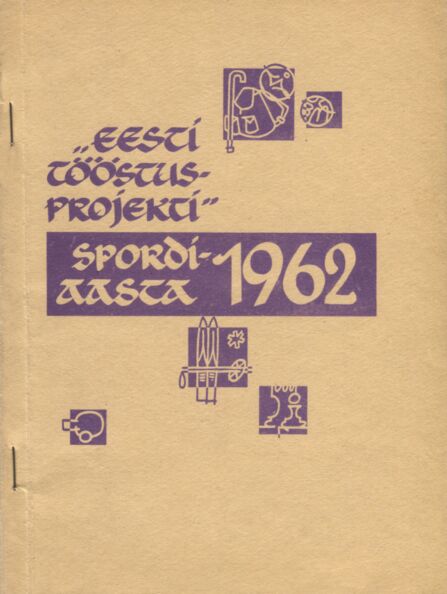 „EESTI
TÖÖSTUS-
PROJEKTI”
SPORDI-
AASTA 1962